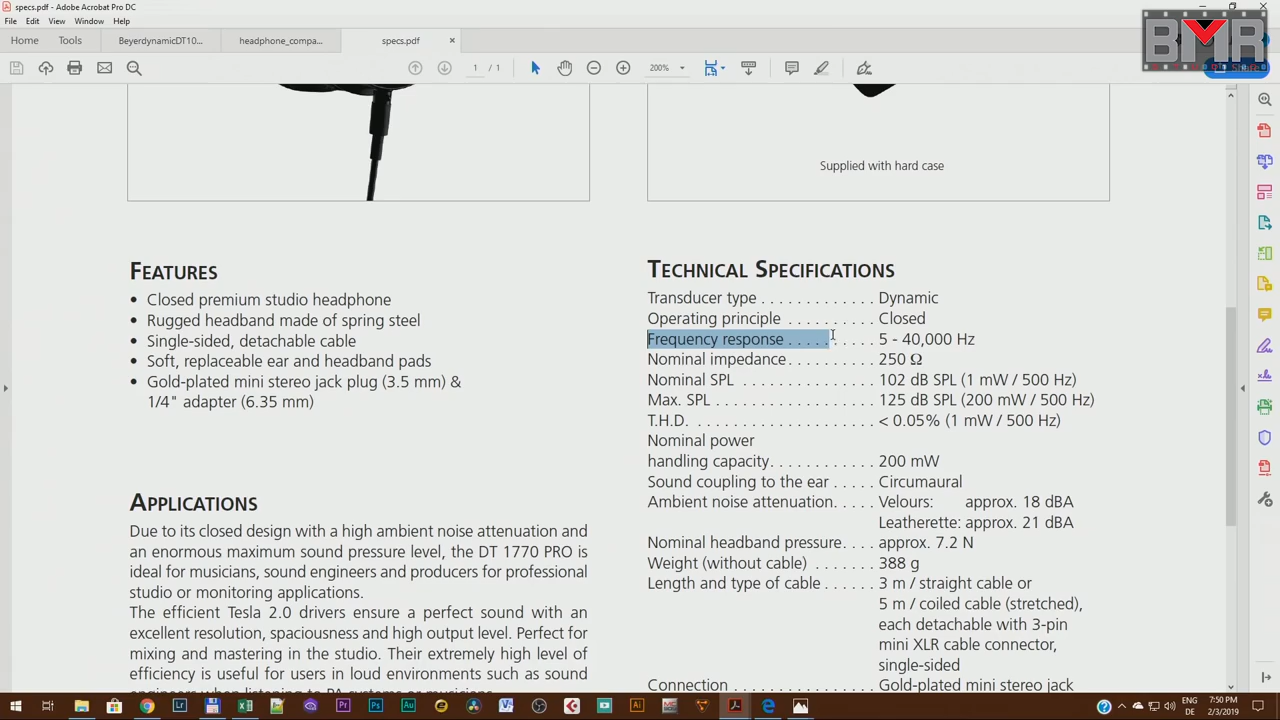 specs.pdf - Adobe Acrobat Pro DC
File Edit View Window Help
Home Tools BeyerdynamicDT10... headphone_compa... specs.pdf ×
1 / 1 200% Share
BMR
Supplied with hard case
FEATURES
• Closed premium studio headphone
• Rugged headband made of spring steel
• Single-sided, detachable cable
• Soft, replaceable ear and headband pads
• Gold-plated mini stereo jack plug (3.5 mm) &
1/4" adapter (6.35 mm)
APPLICATIONS
Due to its closed design with a high ambient noise attenuation and
an enormous maximum sound pressure level, the DT 1770 PRO is
ideal for musicians, sound engineers and producers for professional
studio or monitoring applications.
The efficient Tesla 2.0 drivers ensure a perfect sound with an
excellent resolution, spaciousness and high output level. Perfect for
mixing and mastering in the studio. Their extremely high level of
efficiency is useful for users in loud environments such as sound
engineers when listening to PA systems or musicians.
TECHNICAL SPECIFICATIONS
Transducer type . . . . . . . . . . . . . Dynamic
Operating principle . . . . . . . . . . Closed
Frequency response . . . . . . . . . . 5 - 40,000 Hz
Nominal impedance. . . . . . . . . . 250 Ω
Nominal SPL . . . . . . . . . . . . . . . 102 dB SPL (1 mW / 500 Hz)
Max. SPL . . . . . . . . . . . . . . . . . . 125 dB SPL (200 mW / 500 Hz)
T.H.D. . . . . . . . . . . . . . . . . . . . . < 0.05% (1 mW / 500 Hz)
Nominal power
handling capacity. . . . . . . . . . . . 200 mW
Sound coupling to the ear . . . . . Circumaural
Ambient noise attenuation. . . . . Velours: approx. 18 dBA
Leatherette: approx. 21 dBA
Nominal headband pressure. . . . approx. 7.2 N
Weight (without cable) . . . . . . . 388 g
Length and type of cable . . . . . . 3 m / straight cable or
5 m / coiled cable (stretched),
each detachable with 3-pin
mini XLR cable connector,
single-sided
Connection . . . . . . . . . . . . . . . . Gold-plated mini stereo jack
ENG 7:50 PM
DE 2/3/2019